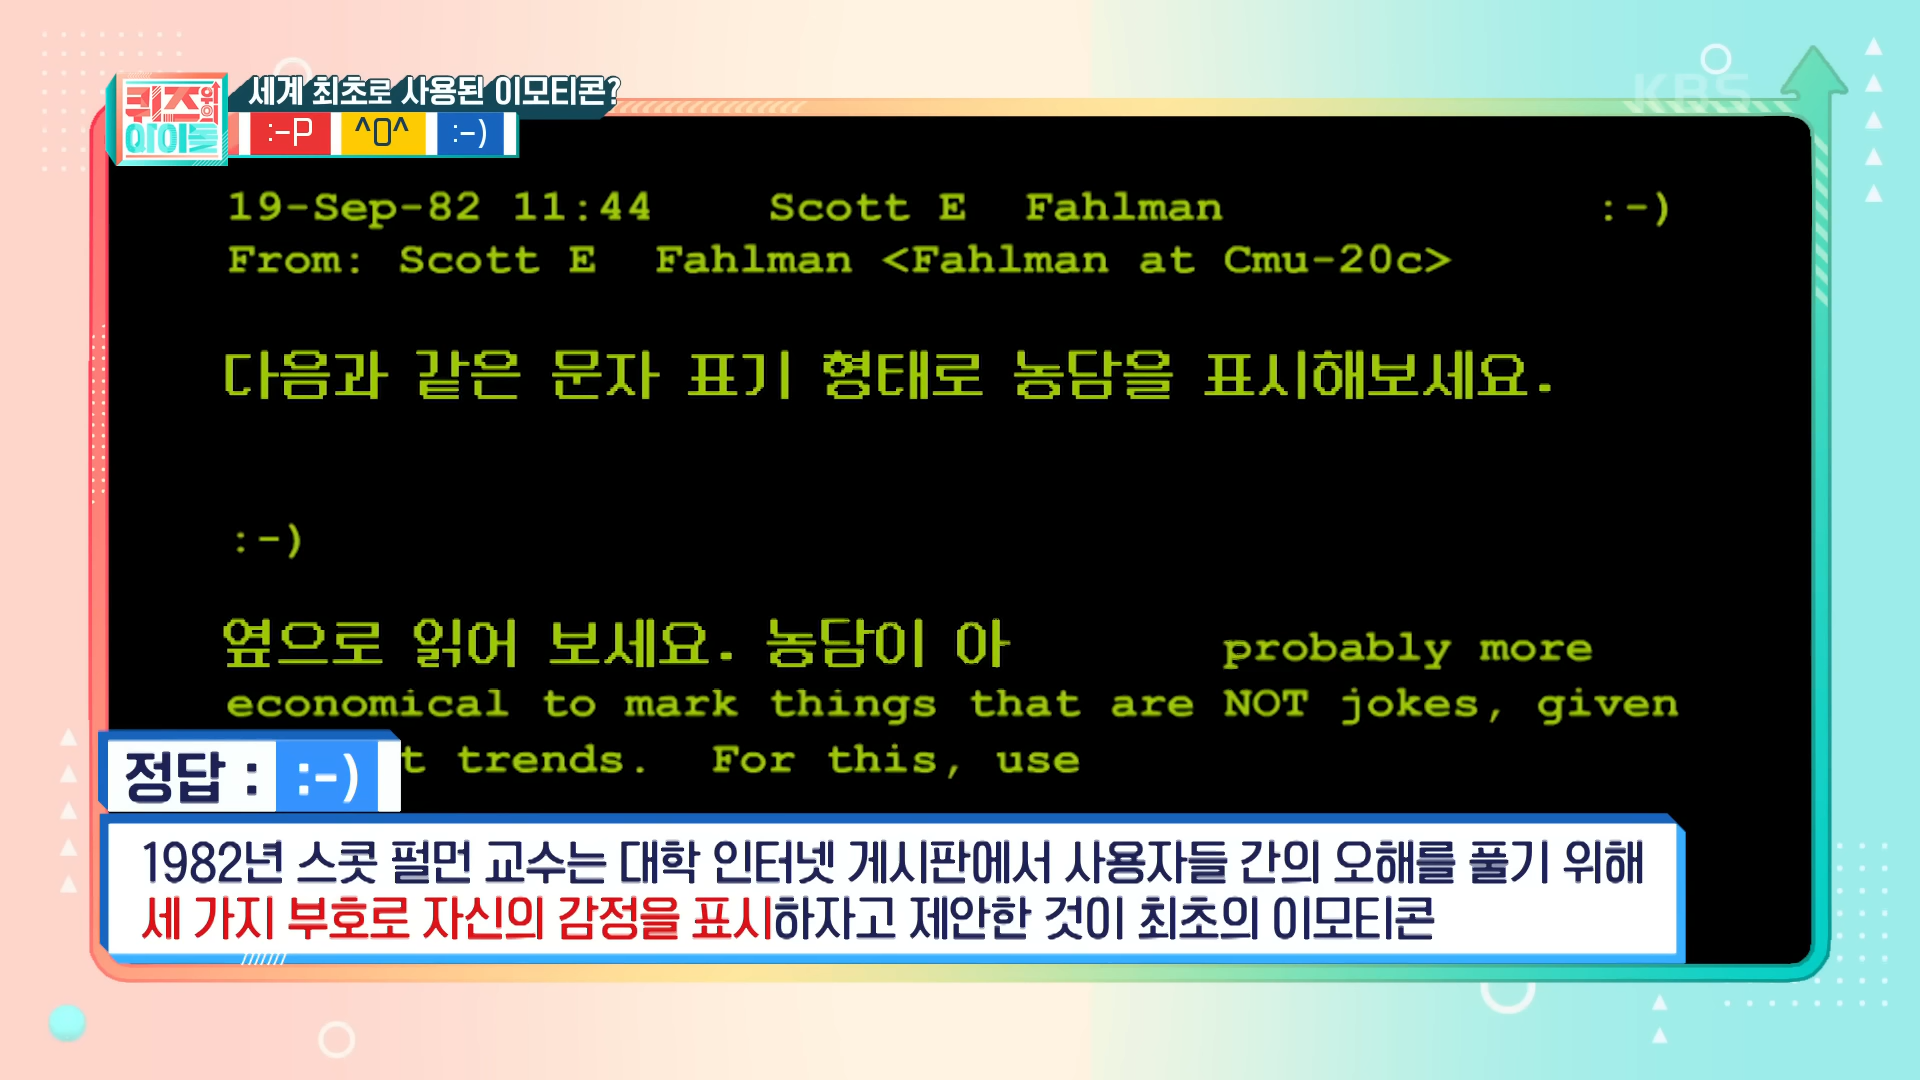 퀴즈위의 아이돌
세계 최초로 사용된 이모티콘?
:-P ^0^ :-)
KBS
19-Sep-82 11:44 Scott E Fahlman :-)
From: Scott E Fahlman <Fahlman at Cmu-20c>
다음과 같은 문자 표기 형태로 농담을 표시해보세요.
:-)
옆으로 읽어 보세요. 농담이 아 probably more
economical to mark things that are NOT jokes, given
t trends. For this, use
정답 : :-)
1982년 스콧 펄먼 교수는 대학 인터넷 게시판에서 사용자들 간의 오해를 풀기 위해
세 가지 부호로 자신의 감정을 표시하자고 제안한 것이 최초의 이모티콘